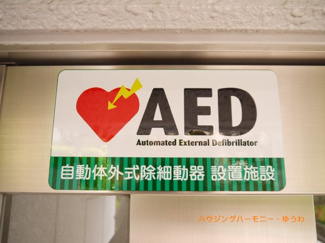 AED
Automated External Defibrillator
自動体外式除細動器 設置施設
ハウジングハーモニー・ゆうわ